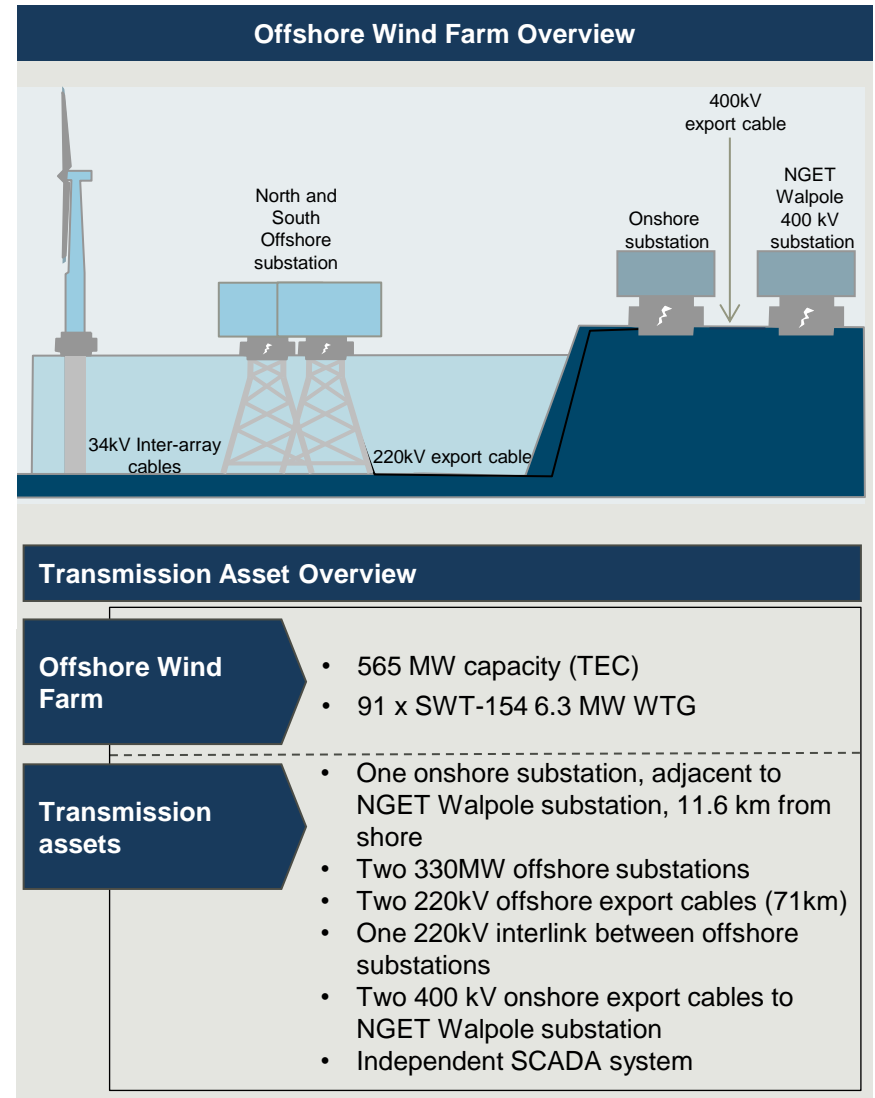 Offshore Wind Farm Overview
400kV
export cable
North and
South
Offshore
substation
Onshore
substation
NGET
Walpole
400 kV
substation
34kV Inter-array
cables
220kV export cable
Transmission Asset Overview
Offshore Wind
Farm
• 565 MW capacity (TEC)
• 91 x SWT-154 6.3 MW WTG
Transmission
assets
• One onshore substation, adjacent to
NGET Walpole substation, 11.6 km from
shore
• Two 330MW offshore substations
• Two 220kV offshore export cables (71km)
• One 220kV interlink between offshore
substations
• Two 400 kV onshore export cables to
NGET Walpole substation
• Independent SCADA system